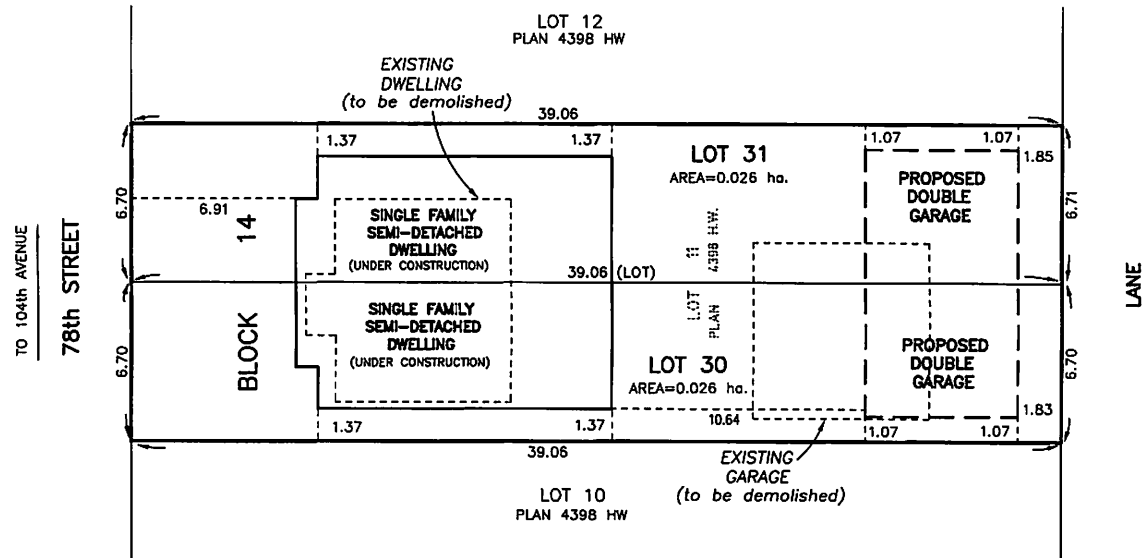 LOT 12
PLAN 4398 HW
EXISTING
DWELLING
(to be demolished)
39.06
1.37
1.37
1.07
1.07
1.85
LOT 31
AREA=0.026 ha.
PROPOSED
DOUBLE
GARAGE
6.70
6.91
14
SINGLE FAMILY
SEMI-DETACHED
DWELLING
(UNDER CONSTRUCTION)
LOT 11
PLAN 4398 H.W.
6.71
TO 104th AVENUE
78th STREET
39.06 (LOT)
LANE
BLOCK
SINGLE FAMILY
SEMI-DETACHED
DWELLING
(UNDER CONSTRUCTION)
6.70
LOT 30
AREA=0.026 ha.
PROPOSED
DOUBLE
GARAGE
6.70
10.64
1.37
1.37
1.07
1.07
1.83
39.06
EXISTING
GARAGE
(to be demolished)
LOT 10
PLAN 4398 HW